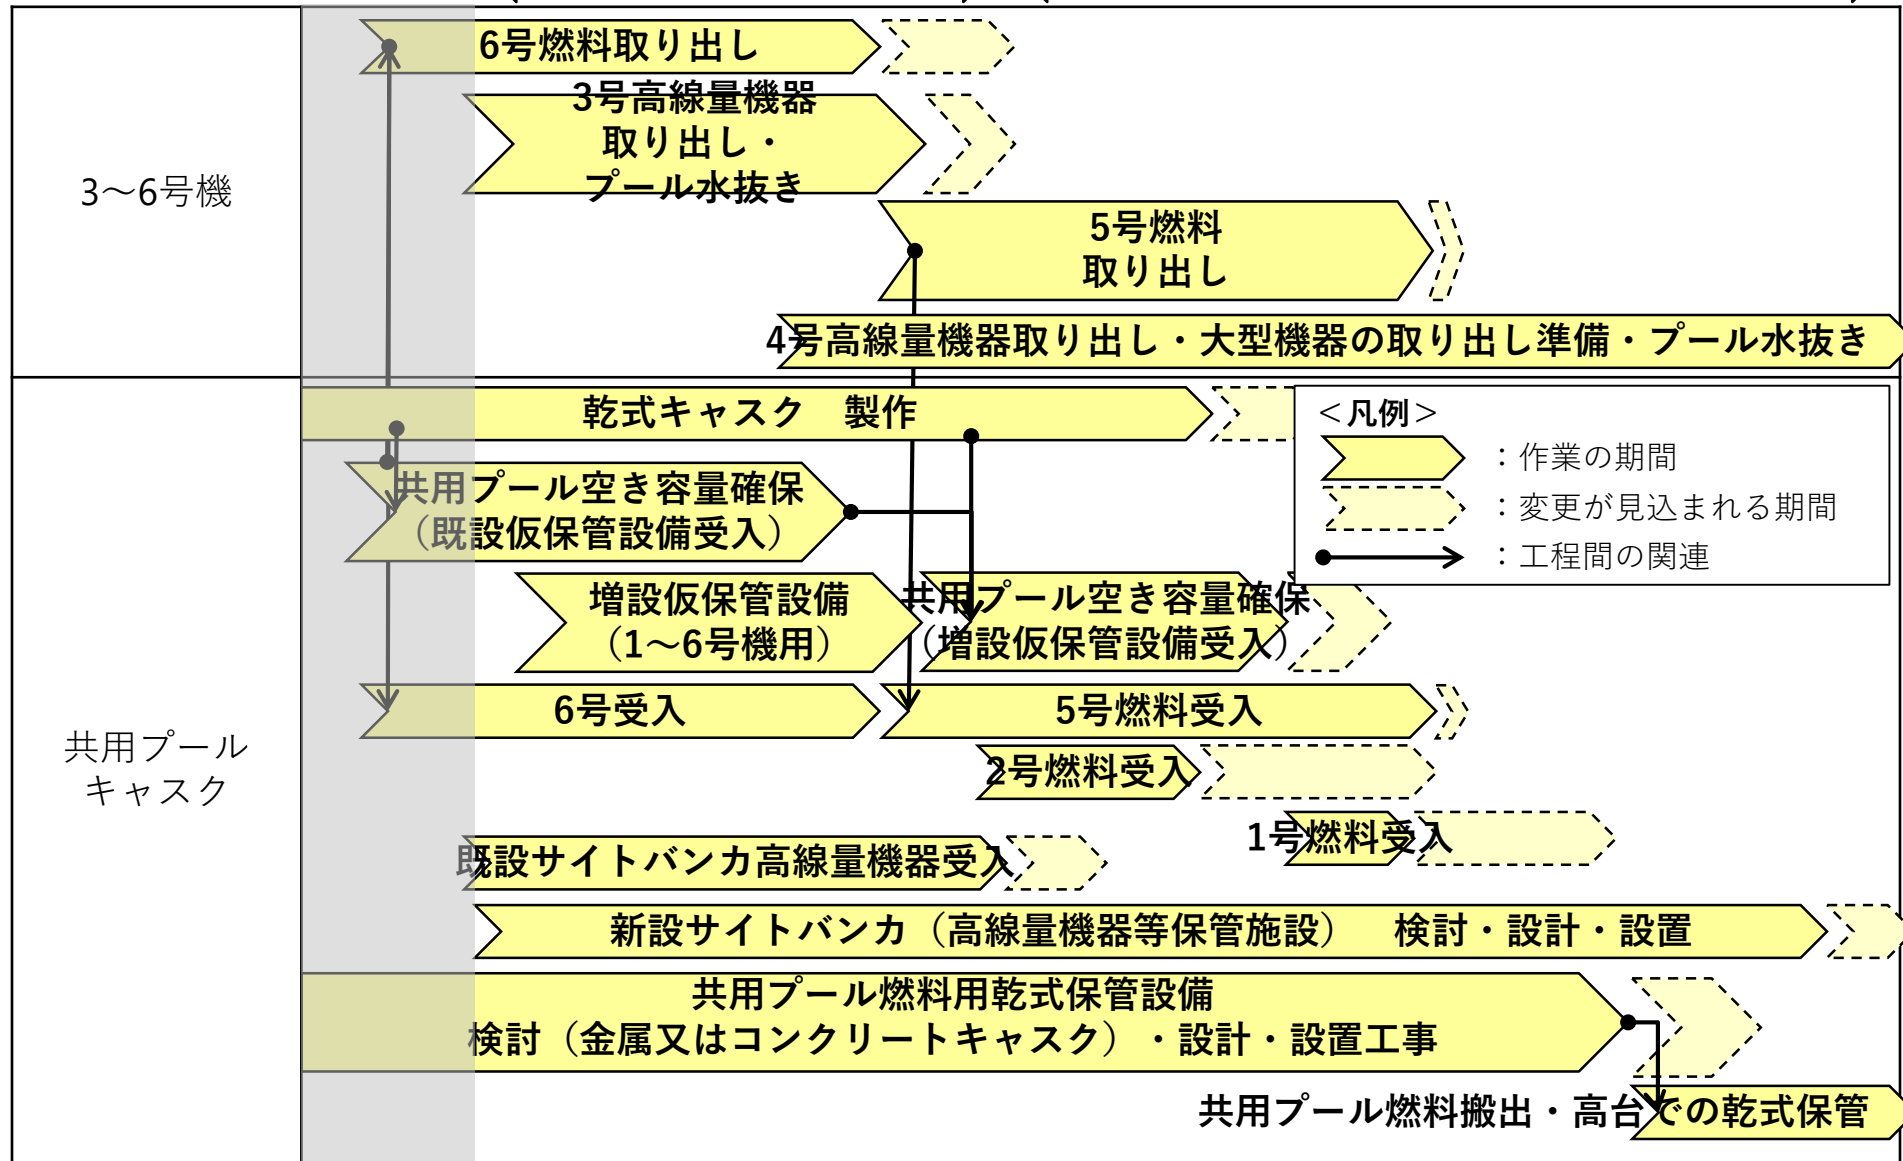 6号燃料取り出し
3号高線量機器
取り出し・
プール水抜き
3～6号機
5号燃料
取り出し
4号高線量機器取り出し・大型機器の取り出し準備・プール水抜き
乾式キャスク　製作
＜凡例＞
：作業の期間
：変更が見込まれる期間
：工程間の関連
共用プール空き容量確保
（既設仮保管設備受入）
増設仮保管設備
（1～6号機用）
共用プール空き容量確保
（増設仮保管設備受入）
6号受入
5号燃料受入
共用プール
キャスク
2号燃料受入
1号燃料受入
既設サイトバンカ高線量機器受入
新設サイトバンカ（高線量機器等保管施設）　検討・設計・設置
共用プール燃料用乾式保管設備
検討（金属又はコンクリートキャスク）・設計・設置工事
共用プール燃料搬出・高台での乾式保管